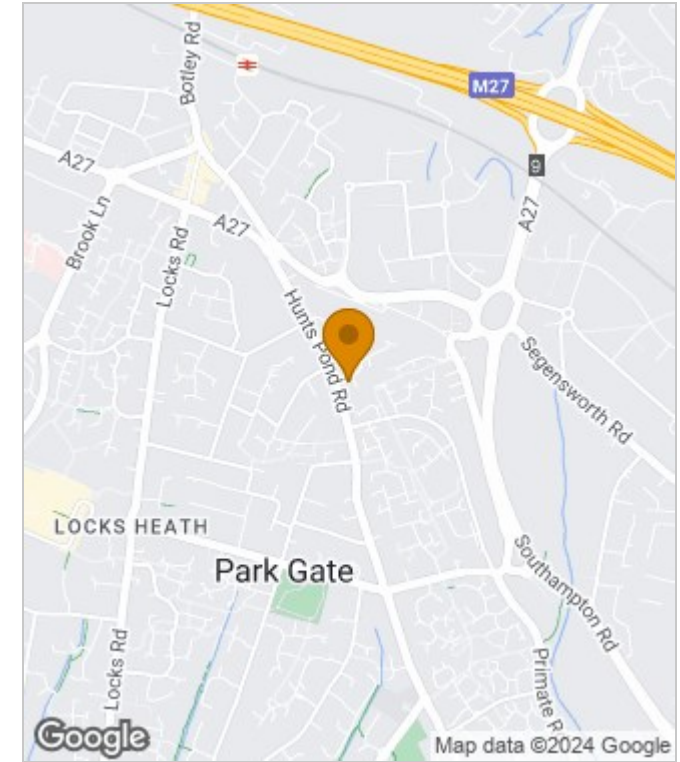 Botley Rd
M27
A27
9
Brook Ln
Locks Rd
A27
A27
Hunts Pond Rd
Segensworth Rd
LOCKS HEATH
Park Gate
Southampton Rd
Locks Rd
Primate R
Google
Map data ©2024 Google